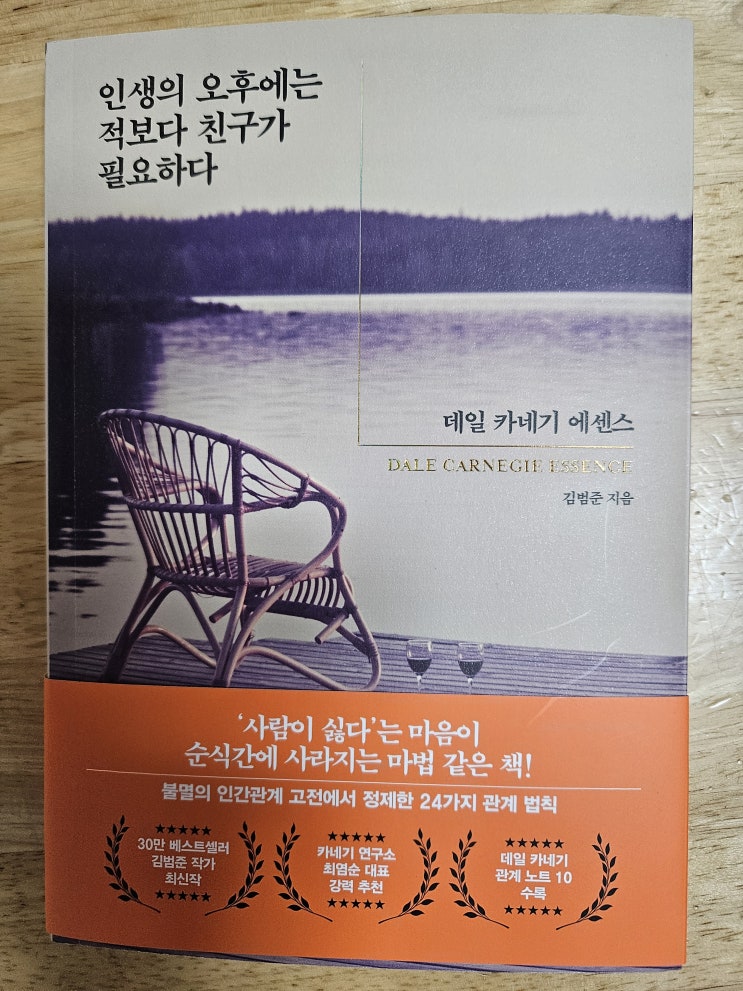 인생의 오후에는
적보다 친구가
필요하다
데일 카네기 에센스
DALE CARNEGIE ESSENCE
김범준 지음
‘사람이 싫다’는 마음이
순식간에 사라지는 마법 같은 책!
불멸의 인간관계 고전에서 정제한 24가지 관계 법칙
30만 베스트셀러
김범준 작가
최신작
카네기 연구소
최염순 대표
강력 추천
데일 카네기
관계 노트 10
수록